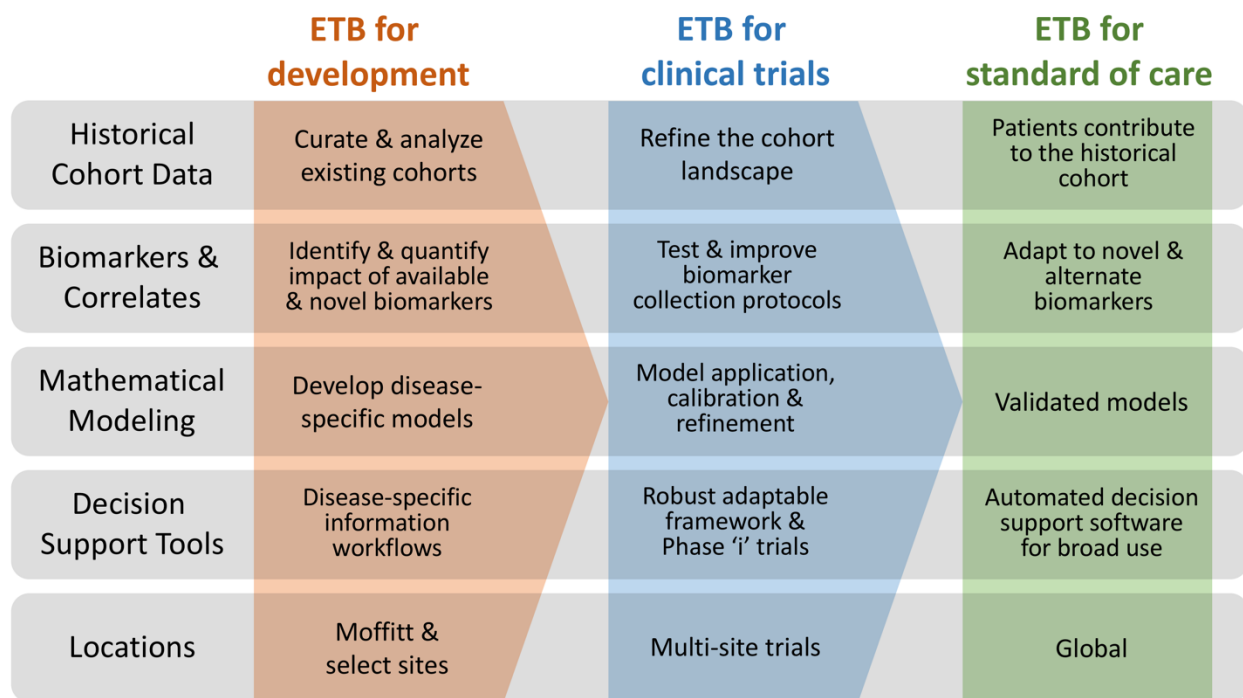 ETB for
development
ETB for
clinical trials
ETB for
standard of care
Historical
Cohort Data
Curate & analyze
existing cohorts
Refine the cohort
landscape
Patients contribute
to the historical
cohort
Biomarkers &
Correlates
Identify & quantify
impact of available
& novel biomarkers
Test & improve
biomarker
collection protocols
Adapt to novel &
alternate
biomarkers
Mathematical
Modeling
Develop disease-
specific models
Model application,
calibration &
refinement
Validated models
Decision
Support Tools
Disease-specific
information
workflows
Robust adaptable
framework &
Phase ‘i’ trials
Automated decision
support software
for broad use
Locations
Moffitt &
select sites
Multi-site trials
Global